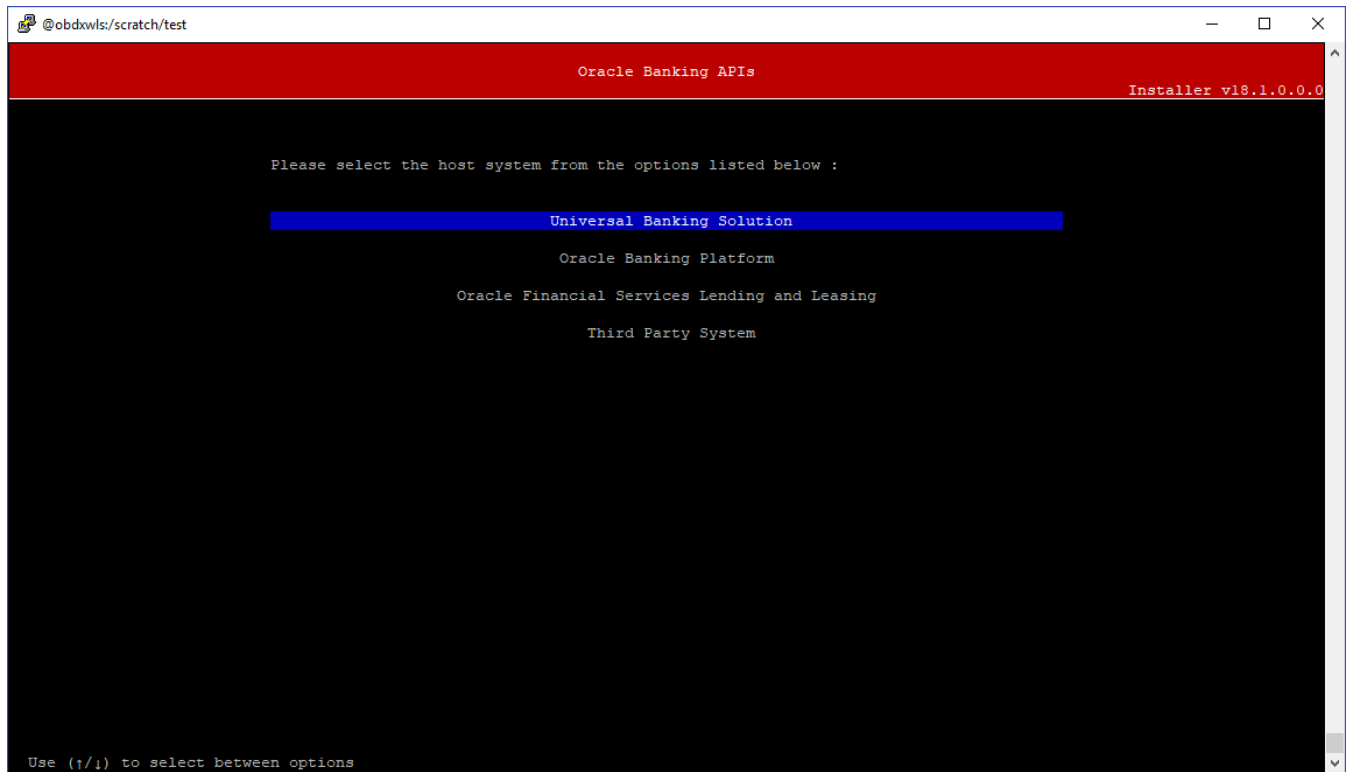 @obdxwls:/scratch/test
Oracle Banking APIs
Installer v18.1.0.0.0
Please select the host system from the options listed below :
Universal Banking Solution
Oracle Banking Platform
Oracle Financial Services Lending and Leasing
Third Party System
Use (↑/↓) to select between options